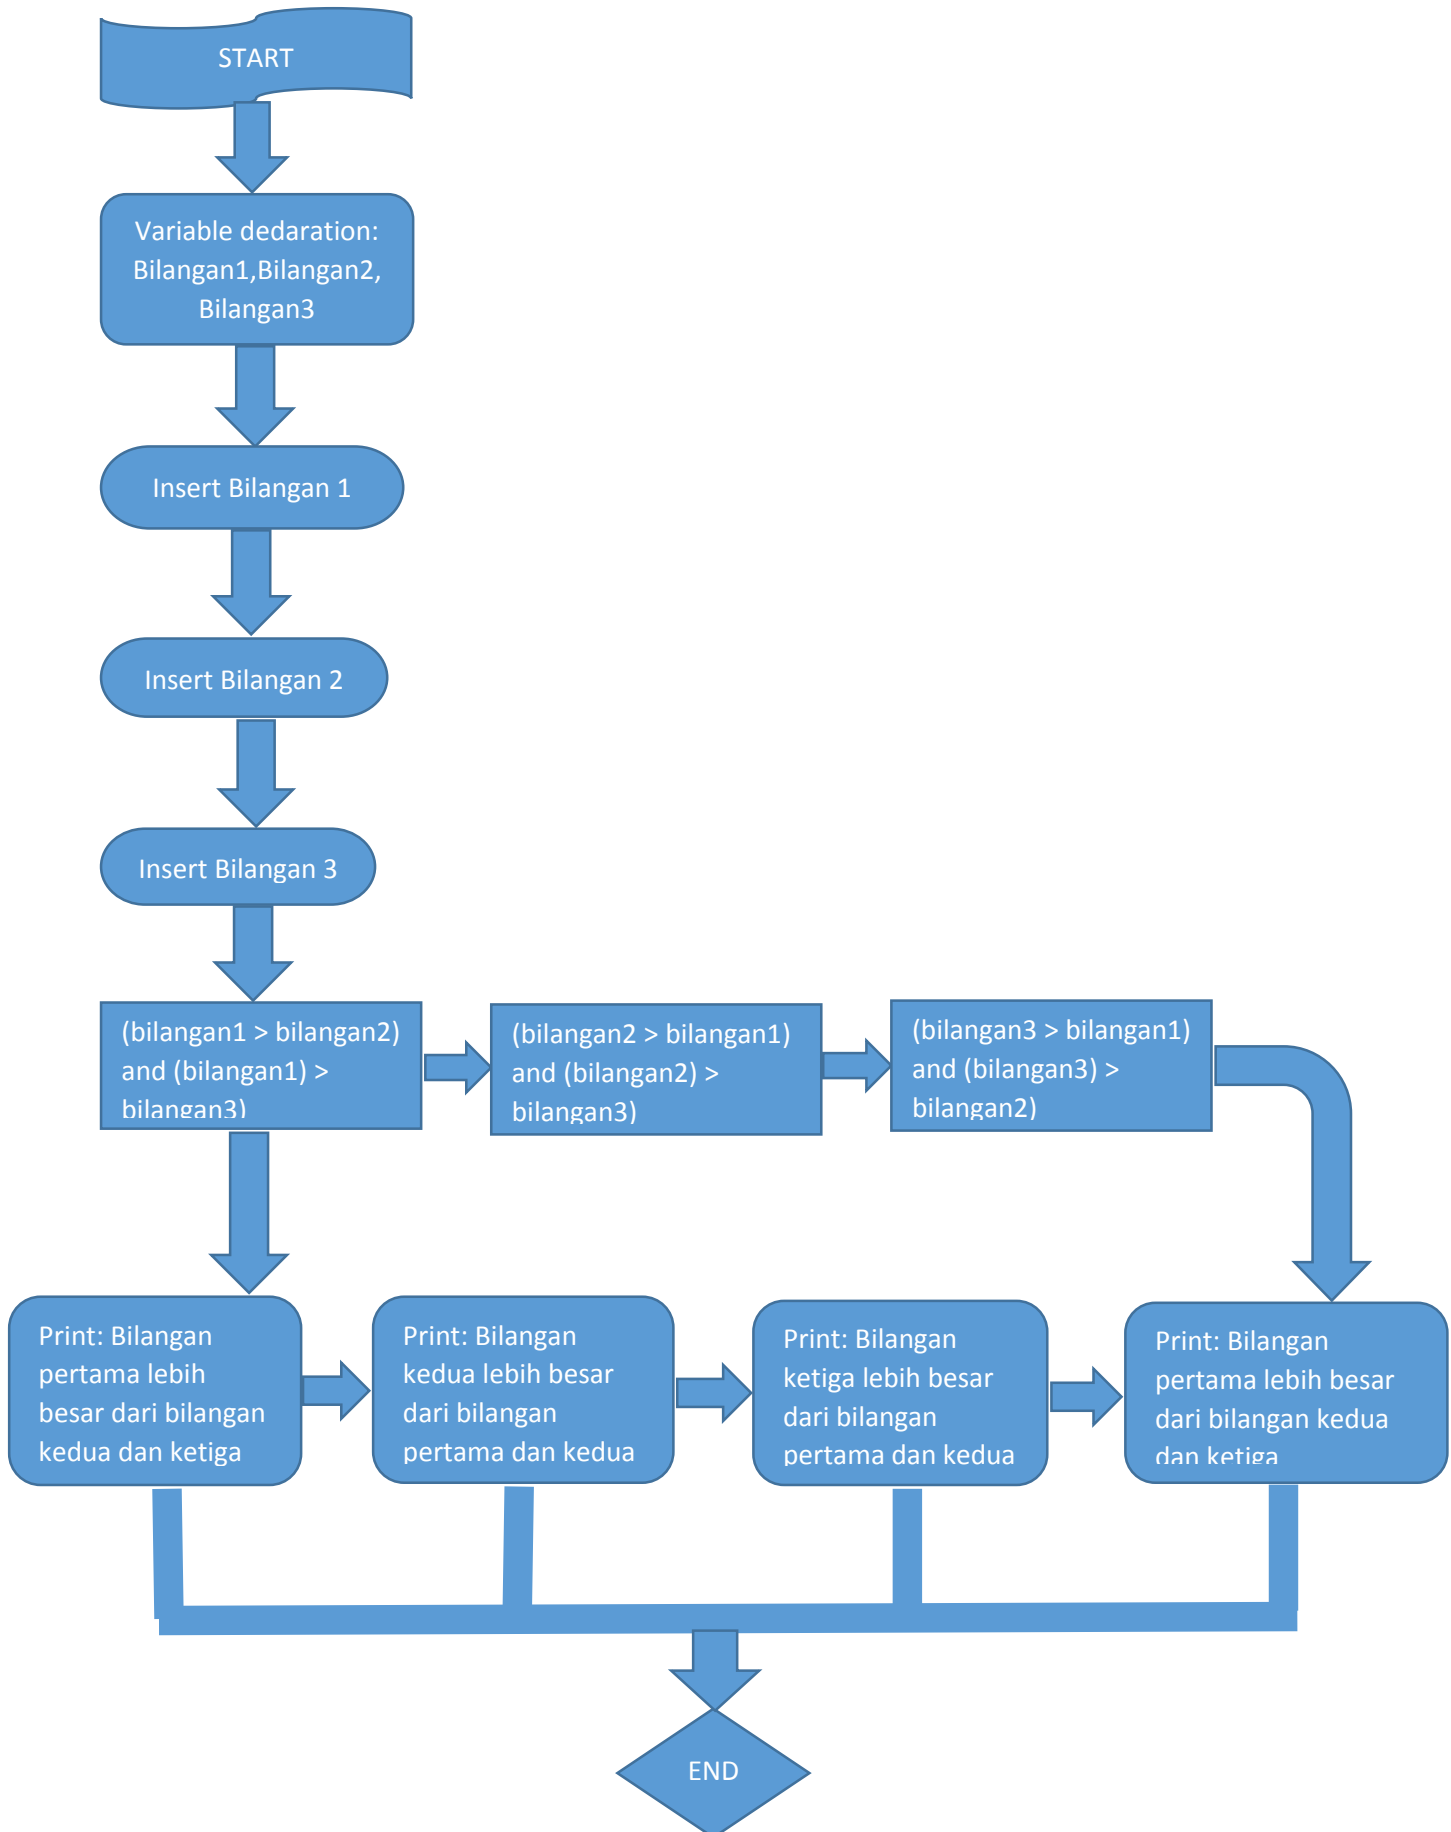 START
Variable dedaration:
Bilangan1,Bilangan2,
Bilangan3
Insert Bilangan 1
Insert Bilangan 2
Insert Bilangan 3
(bilangan1 > bilangan2)
and (bilangan1) >
bilangan3)
(bilangan2 > bilangan1)
and (bilangan2) >
bilangan3)
(bilangan3 > bilangan1)
and (bilangan3) >
bilangan2)
Print: Bilangan
pertama lebih
besar dari bilangan
kedua dan ketiga
Print: Bilangan
kedua lebih besar
dari bilangan
pertama dan kedua
Print: Bilangan
ketiga lebih besar
dari bilangan
pertama dan kedua
Print: Bilangan
pertama lebih besar
dari bilangan kedua
dan ketiga
END